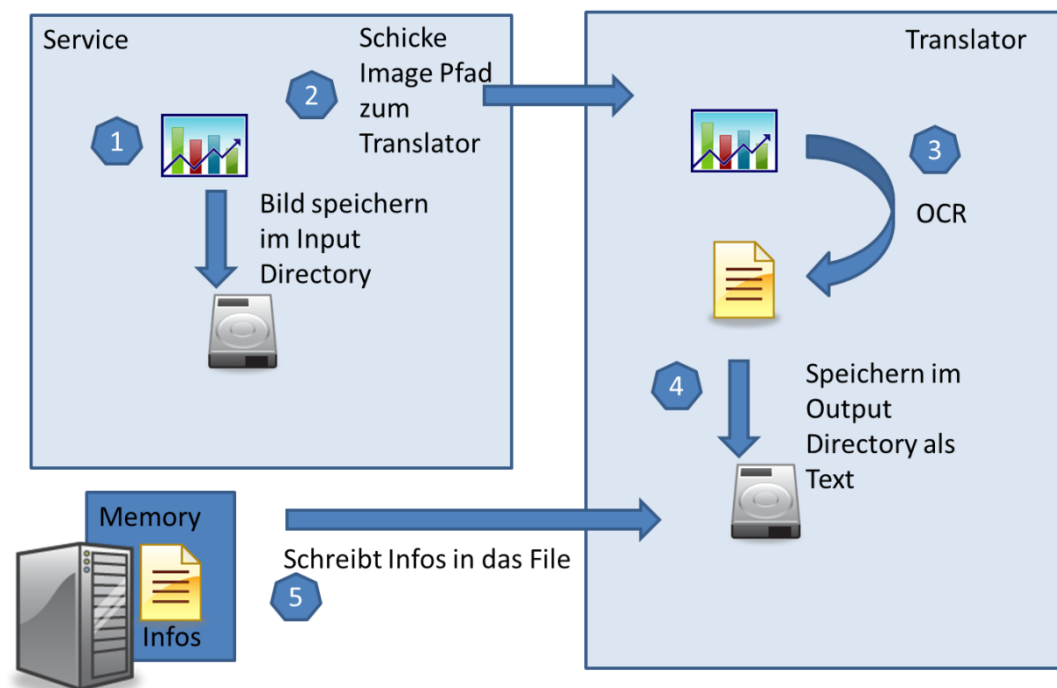 Service
1
2
Schicke
Image Pfad
zum
Translator
Bild speichern
im Input
Directory
Translator
3
OCR
4
Speichern im
Output
Directory als
Text
Memory
Infos
Schreibt Infos in das File
5